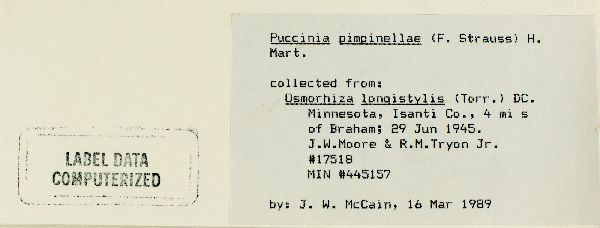 Puccinia pimpinellae (F. Strauss) H.
Mart.
collected from:
Osmorhiza longistylis (Torr.) DC.
Minnesota, Isanti Co., 4 mi s
of Braham; 29 Jun 1945.
J.W.Moore & R.M.Tryon Jr.
#17518
MIN #445157
by: J. W. McCain, 16 Mar 1989
LABEL DATA
COMPUTERIZED